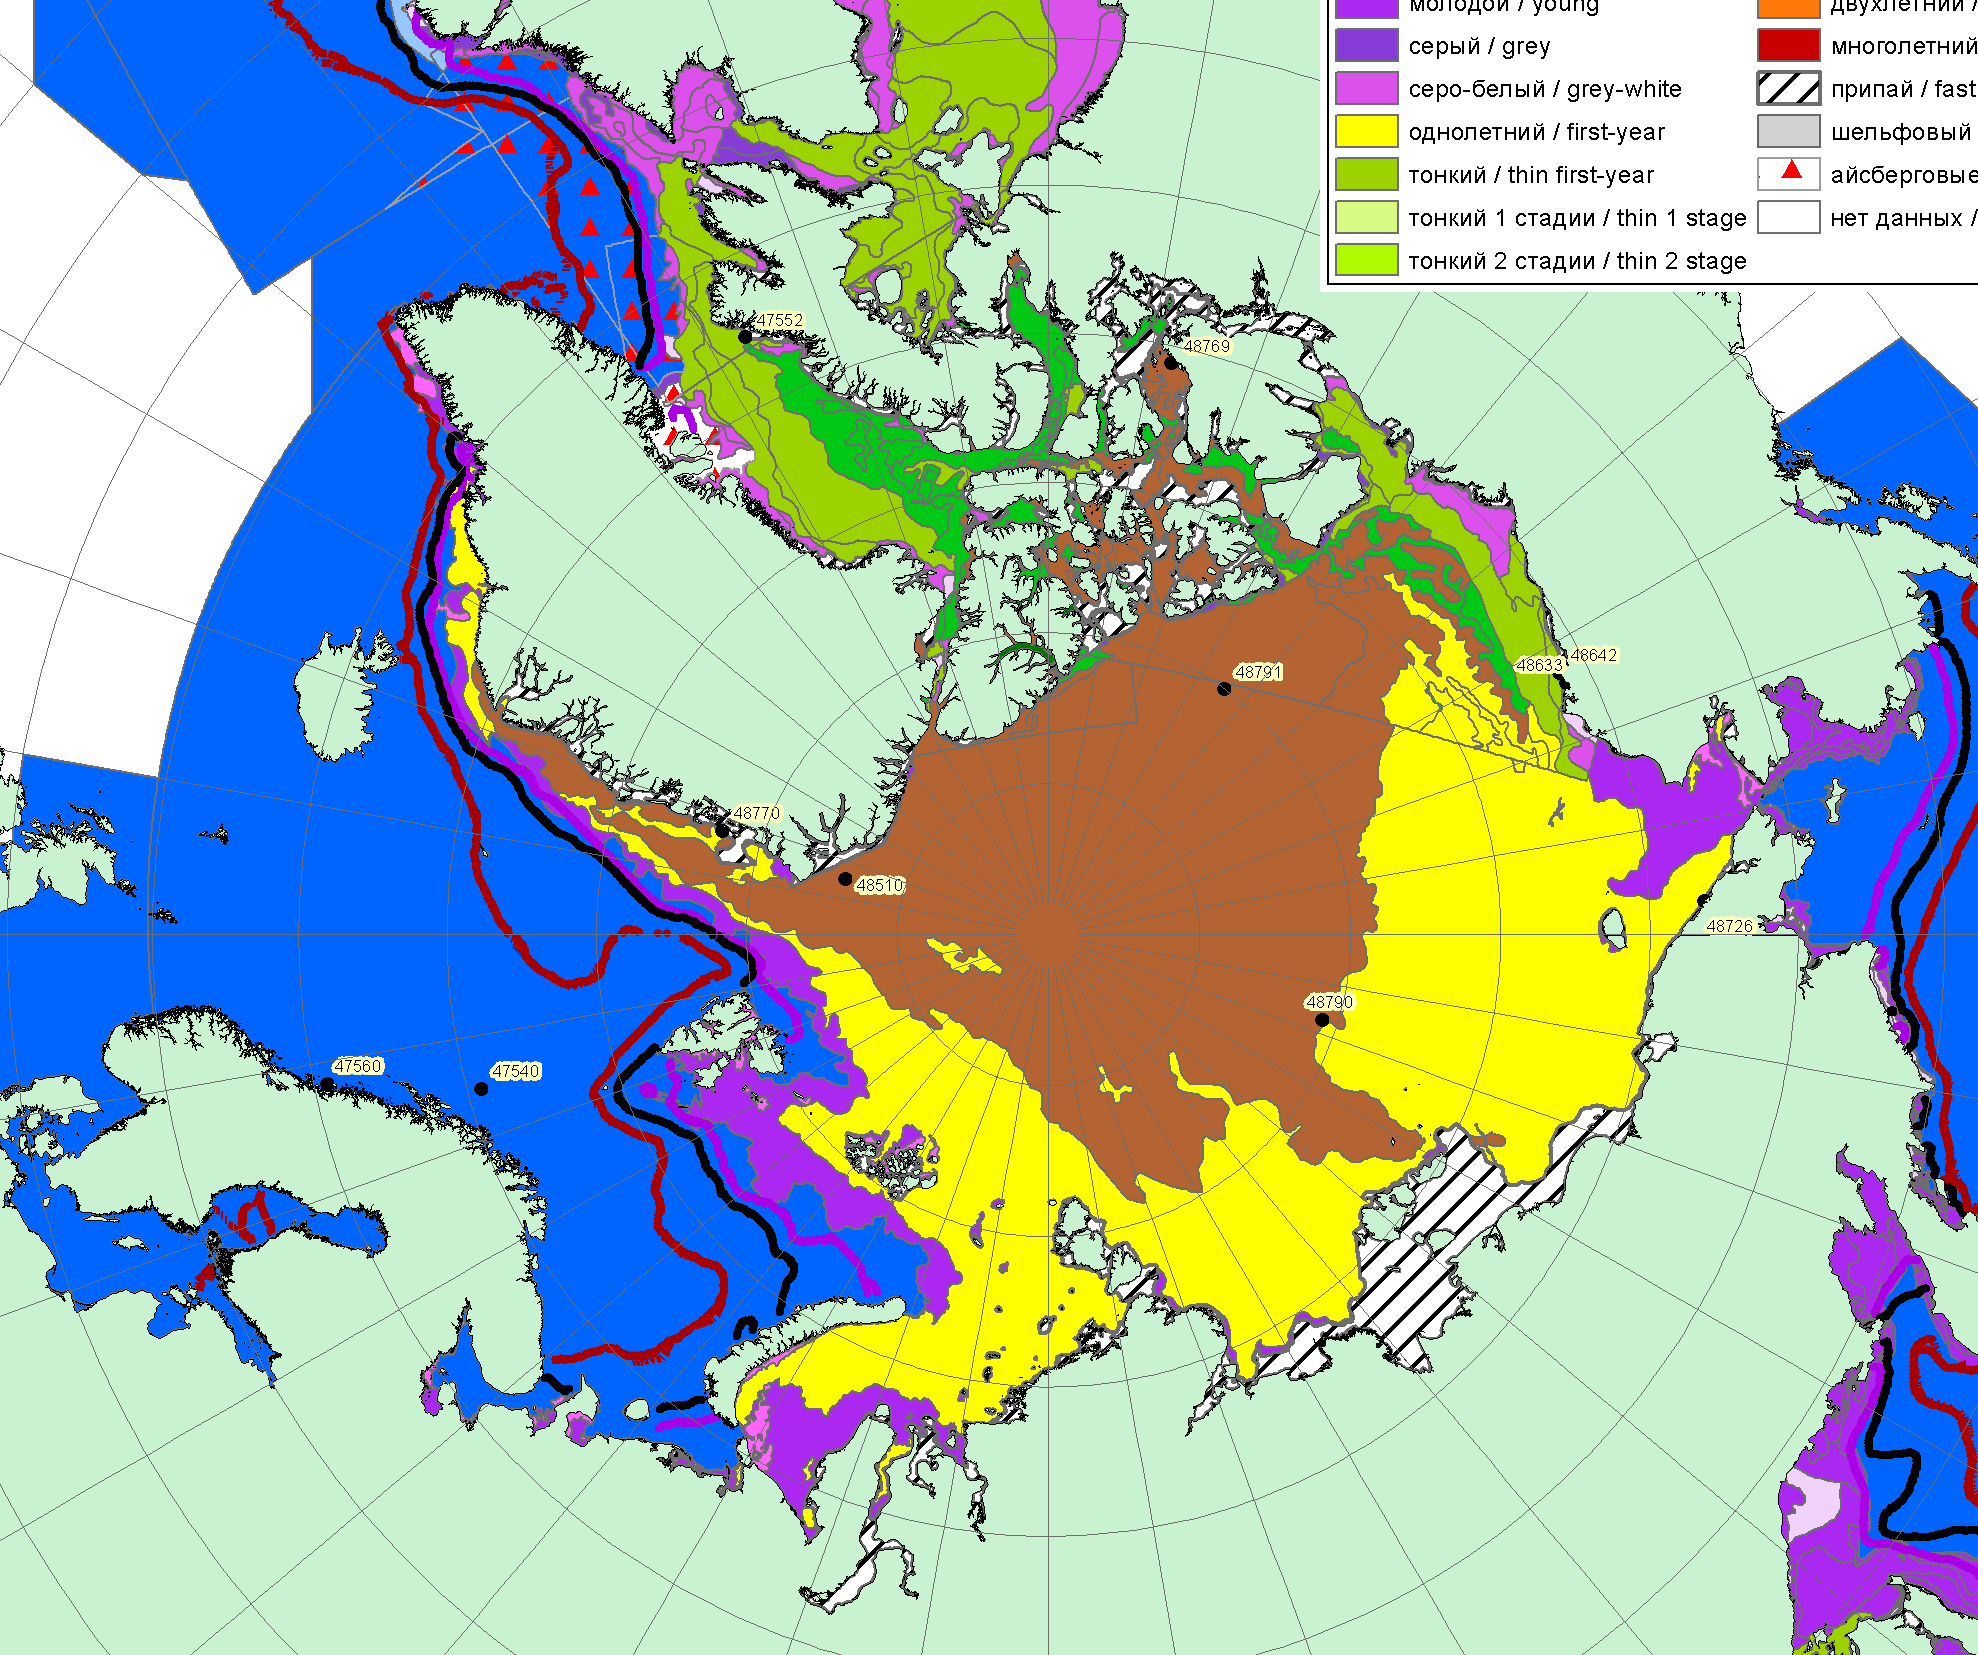 молодой / young
двухлетний /
серый / grey
многолетний
серо-белый / grey-white
припай / fast
однолетний / first-year
шельфовый
тонкий / thin first-year
айсберговые
тонкий 1 стадии / thin 1 stage
нет данных /
тонкий 2 стадии / thin 2 stage
47552
48769
48642
48633
48791
48770
48510
48726
48790
47560
47540